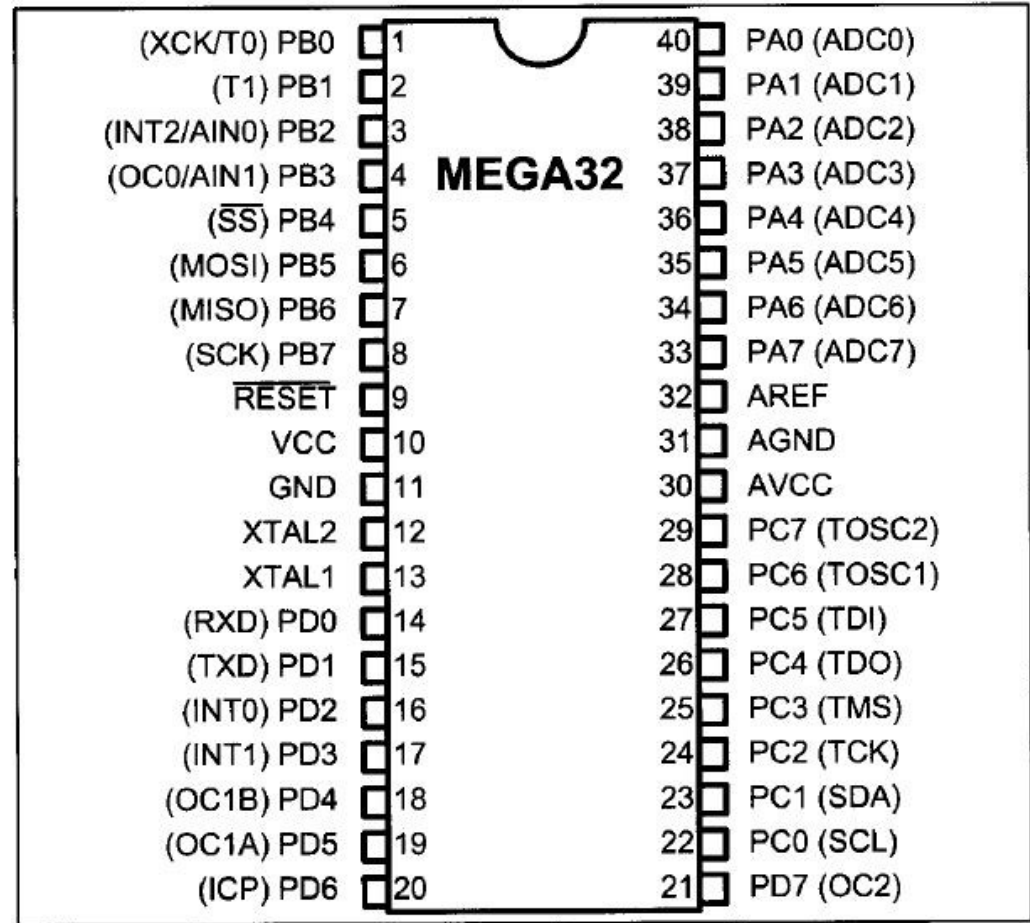 (XCK/T0) PB0 1 40 PA0 (ADC0)
(T1) PB1 2 39 PA1 (ADC1)
(INT2/AIN0) PB2 3 38 PA2 (ADC2)
(OC0/AIN1) PB3 4 MEGA32 37 PA3 (ADC3)
(S̅S̅) PB4 5 36 PA4 (ADC4)
(MOSI) PB5 6 35 PA5 (ADC5)
(MISO) PB6 7 34 PA6 (ADC6)
(SCK) PB7 8 33 PA7 (ADC7)
R̅E̅S̅E̅T̅ 9 32 AREF
VCC 10 31 AGND
GND 11 30 AVCC
XTAL2 12 29 PC7 (TOSC2)
XTAL1 13 28 PC6 (TOSC1)
(RXD) PD0 14 27 PC5 (TDI)
(TXD) PD1 15 26 PC4 (TDO)
(INT0) PD2 16 25 PC3 (TMS)
(INT1) PD3 17 24 PC2 (TCK)
(OC1B) PD4 18 23 PC1 (SDA)
(OC1A) PD5 19 22 PC0 (SCL)
(ICP) PD6 20 21 PD7 (OC2)